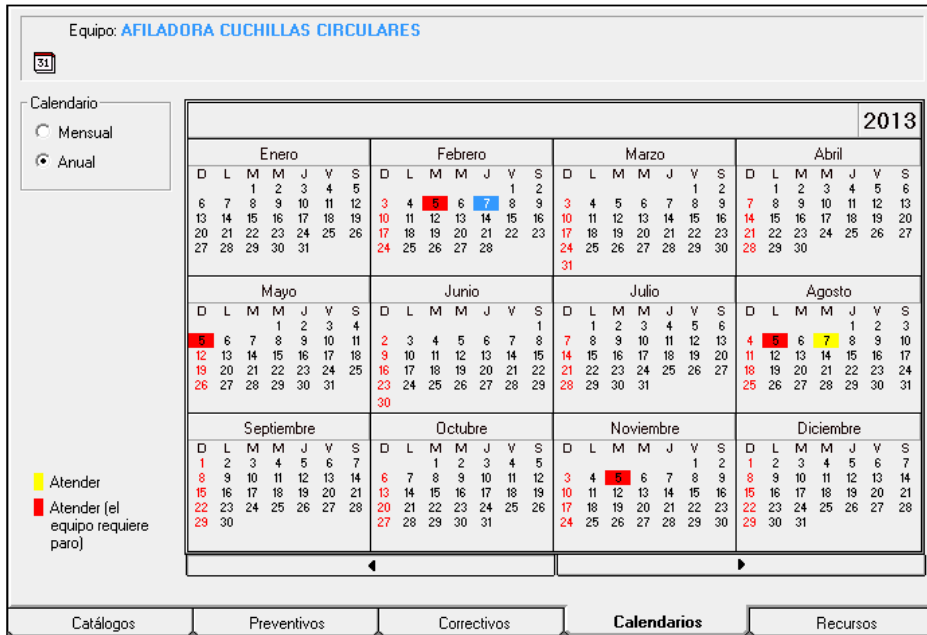 Equipo: AFILADORA CUCHILLAS CIRCULARES
31
Calendario
Mensual
Anual
2013
Enero
D L M M J V S
1 2 3 4 5
6 7 8 9 10 11 12
13 14 15 16 17 18 19
20 21 22 23 24 25 26
27 28 29 30 31
Febrero
D L M M J V S
1 2
3 4 5 6 7 8 9
10 11 12 13 14 15 16
17 18 19 20 21 22 23
24 25 26 27 28
Marzo
D L M M J V S
1 2
3 4 5 6 7 8 9
10 11 12 13 14 15 16
17 18 19 20 21 22 23
24 25 26 27 28 29 30
31
Abril
D L M M J V S
1 2 3 4 5 6
7 8 9 10 11 12 13
14 15 16 17 18 19 20
21 22 23 24 25 26 27
28 29 30
Mayo
D L M M J V S
1 2 3 4
5 6 7 8 9 10 11
12 13 14 15 16 17 18
19 20 21 22 23 24 25
26 27 28 29 30 31
Junio
D L M M J V S
1
2 3 4 5 6 7 8
9 10 11 12 13 14 15
16 17 18 19 20 21 22
23 24 25 26 27 28 29
30
Julio
D L M M J V S
1 2 3 4 5 6
7 8 9 10 11 12 13
14 15 16 17 18 19 20
21 22 23 24 25 26 27
28 29 30 31
Agosto
D L M M J V S
1 2 3
4 5 6 7 8 9 10
11 12 13 14 15 16 17
18 19 20 21 22 23 24
25 26 27 28 29 30 31
Septiembre
D L M M J V S
1 2 3 4 5 6 7
8 9 10 11 12 13 14
15 16 17 18 19 20 21
22 23 24 25 26 27 28
29 30
Octubre
D L M M J V S
1 2 3 4 5
6 7 8 9 10 11 12
13 14 15 16 17 18 19
20 21 22 23 24 25 26
27 28 29 30 31
Noviembre
D L M M J V S
1 2
3 4 5 6 7 8 9
10 11 12 13 14 15 16
17 18 19 20 21 22 23
24 25 26 27 28 29 30
Diciembre
D L M M J V S
1 2 3 4 5 6 7
8 9 10 11 12 13 14
15 16 17 18 19 20 21
22 23 24 25 26 27 28
29 30 31
Atender
Atender (el
equipo requiere
paro)
Catálogos Preventivos Correctivos Calendarios Recursos